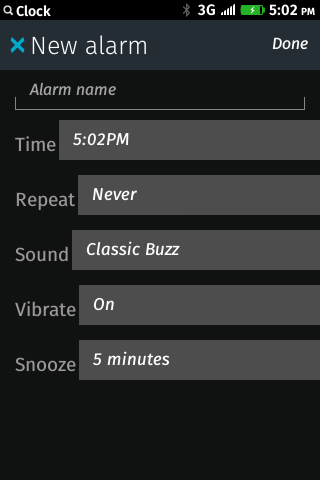 Clock 3G 5:02 PM
New alarm Done
Alarm name
Time 5:02PM
Repeat Never
Sound Classic Buzz
Vibrate On
Snooze 5 minutes